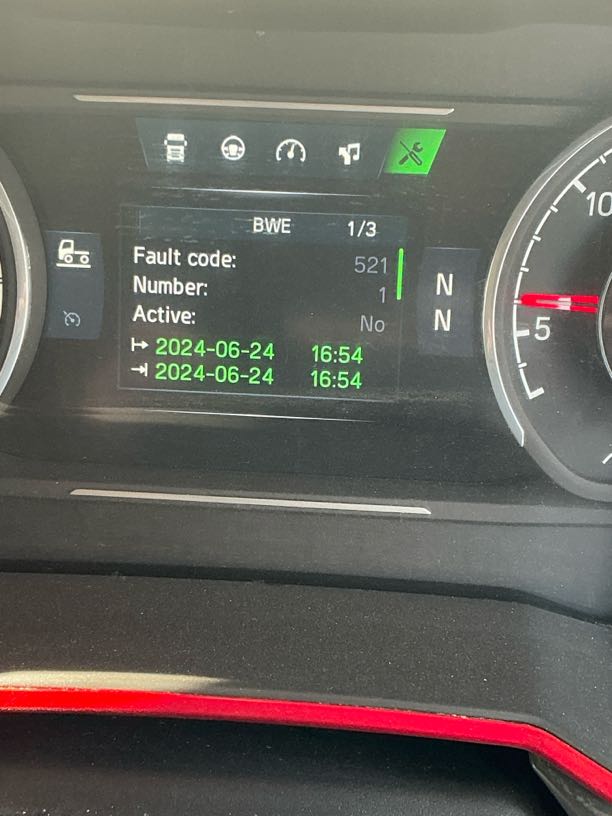 BWE 1/3
Fault code: 521
Number: 1
Active: No
2024-06-24 16:54
2024-06-24 16:54
N
N
10
5